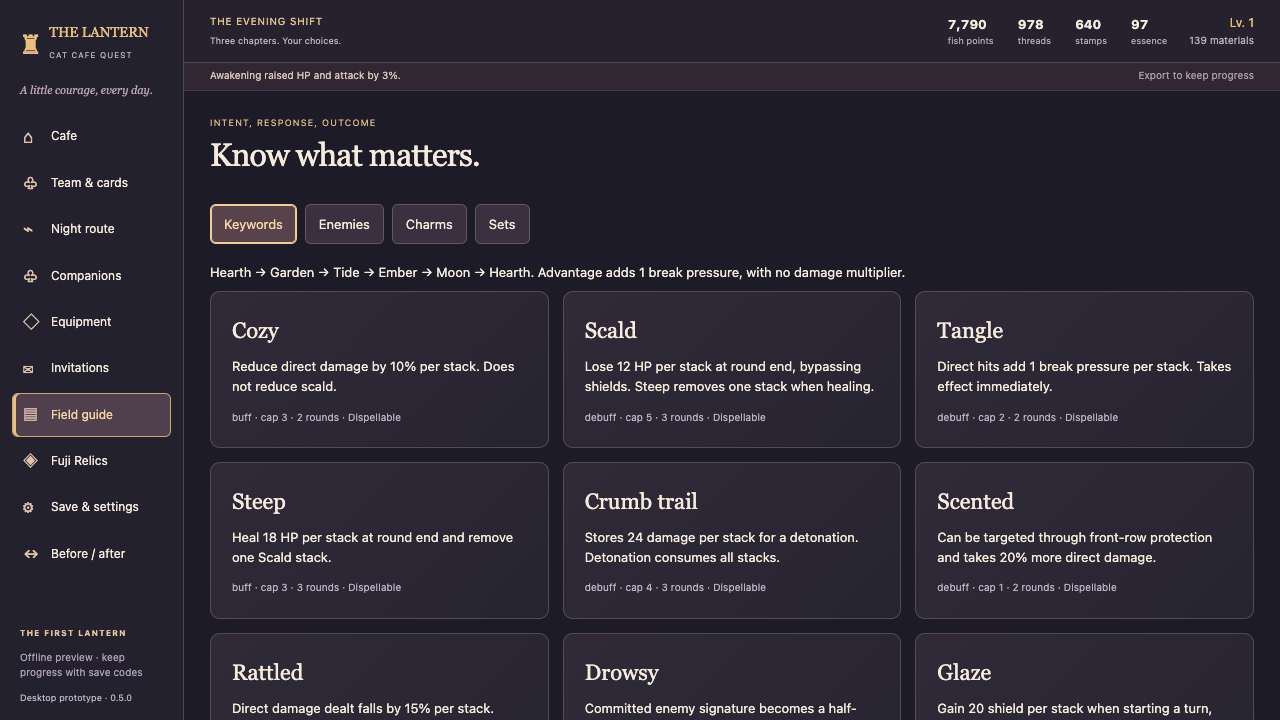 THE LANTERN
CAT CAFE QUEST
A little courage, every day.
Cafe
Team & cards
Night route
Companions
Equipment
Invitations
Field guide
Fuji Relics
Save & settings
Before / after
THE FIRST LANTERN
Offline preview · keep
progress with save codes
Desktop prototype · 0.5.0
THE EVENING SHIFT
Three chapters. Your choices.
7,790
fish points
978
threads
640
stamps
97
essence
Lv. 1
139 materials
Awakening raised HP and attack by 3%.
Export to keep progress
INTENT, RESPONSE, OUTCOME
Know what matters.
Keywords
Enemies
Charms
Sets
Hearth → Garden → Tide → Ember → Moon → Hearth. Advantage adds 1 break pressure, with no damage multiplier.
Cozy
Reduce direct damage by 10% per stack. Does
not reduce scald.
buff · cap 3 · 2 rounds · Dispellable
Scald
Lose 12 HP per stack at round end, bypassing
shields. Steep removes one stack when healing.
debuff · cap 5 · 3 rounds · Dispellable
Tangle
Direct hits add 1 break pressure per stack. Takes
effect immediately.
debuff · cap 2 · 2 rounds · Dispellable
Steep
Heal 18 HP per stack at round end and remove
one Scald stack.
buff · cap 3 · 3 rounds · Dispellable
Crumb trail
Stores 24 damage per stack for a detonation.
Detonation consumes all stacks.
debuff · cap 4 · 3 rounds · Dispellable
Scented
Can be targeted through front-row protection
and takes 20% more direct damage.
debuff · cap 1 · 2 rounds · Dispellable
Rattled
Direct damage dealt falls by 15% per stack.
Drowsy
Committed enemy signature becomes a half-
Glaze
Gain 20 shield per stack when starting a turn,